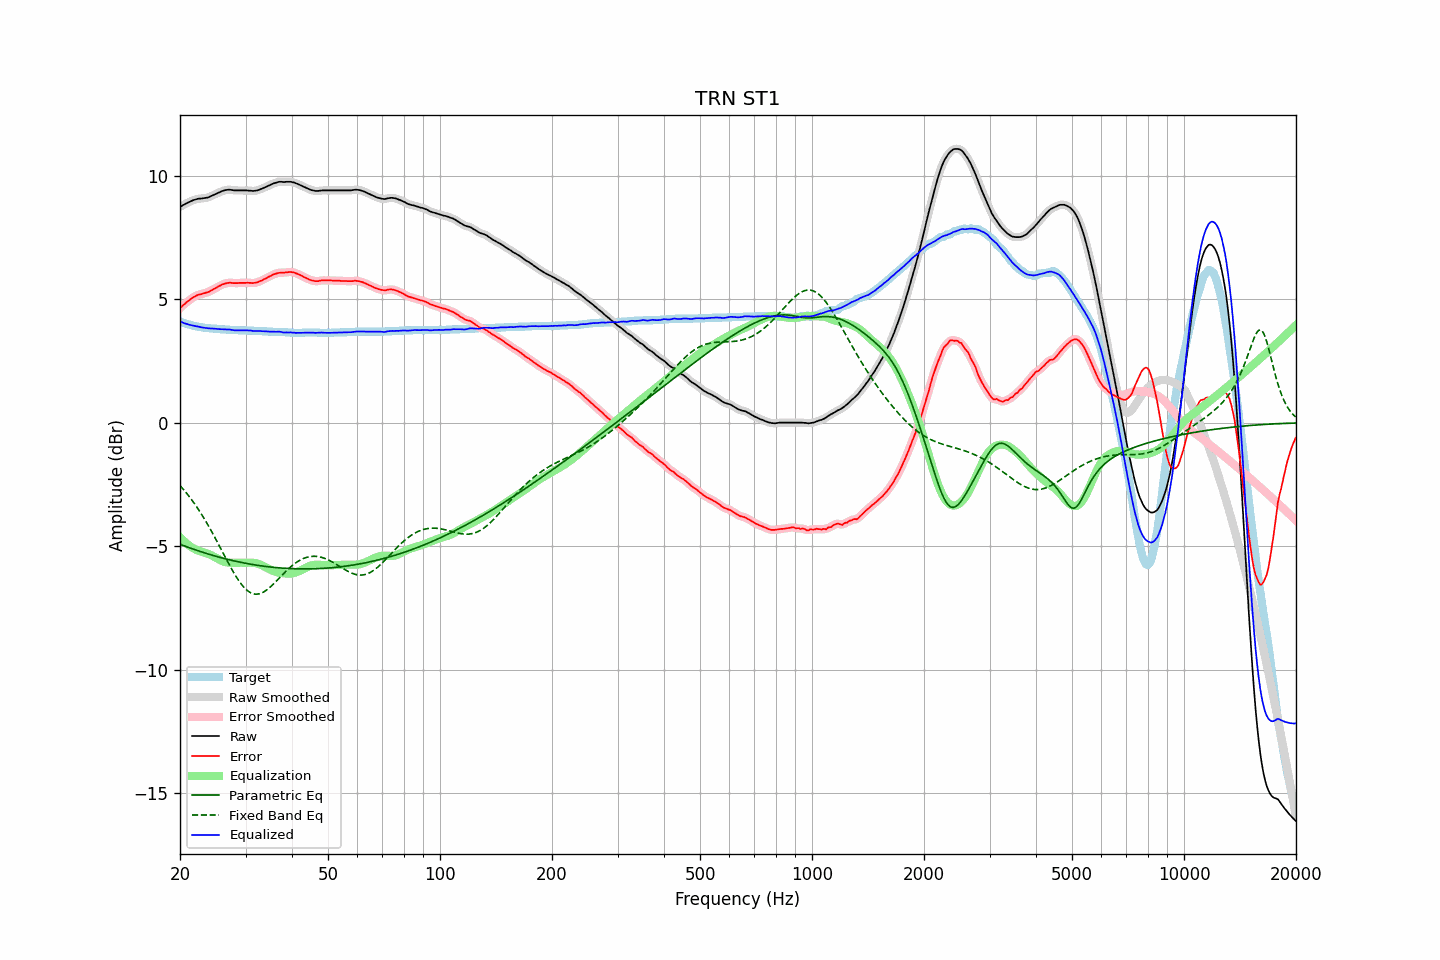 TRN ST1
Amplitude (dBr)
10
5
0
−5
−10
−15
Target
Raw Smoothed
Error Smoothed
Raw
Error
Equalization
Parametric Eq
Fixed Band Eq
Equalized
20 50 100 200 500 1000 2000 5000 10000 20000
Frequency (Hz)